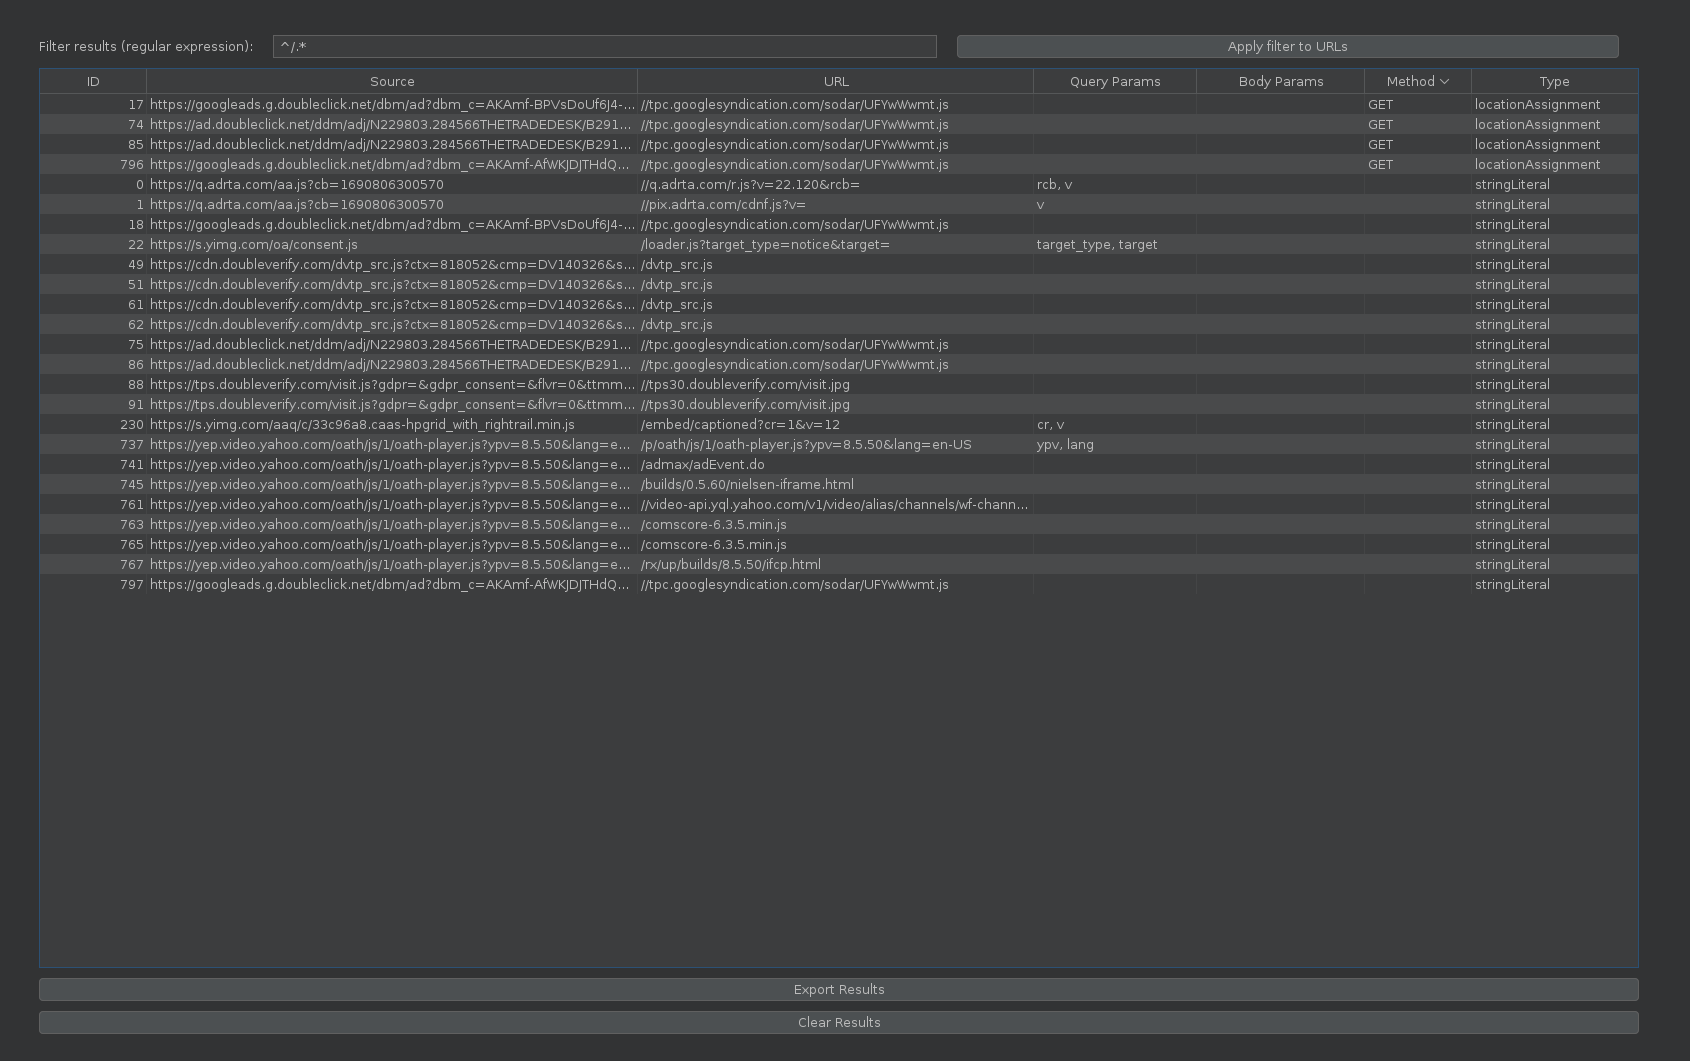 Filter results (regular expression): ^/.* Apply filter to URLs
ID Source URL Query Params Body Params Method Type
17 https://googleads.g.doubleclick.net/dbm/ad?dbm_c=AKAmf-BPVsDoUf6J4-... //tpc.googlesyndication.com/sodar/UFYwWwmt.js GET locationAssignment
74 https://ad.doubleclick.net/ddm/adj/N229803.284566THETRADEDESK/B291... //tpc.googlesyndication.com/sodar/UFYwWwmt.js GET locationAssignment
85 https://ad.doubleclick.net/ddm/adj/N229803.284566THETRADEDESK/B291... //tpc.googlesyndication.com/sodar/UFYwWwmt.js GET locationAssignment
796 https://googleads.g.doubleclick.net/dbm/ad?dbm_c=AKAmf-AfWKJDJTHdQ... //tpc.googlesyndication.com/sodar/UFYwWwmt.js GET locationAssignment
0 https://q.adrta.com/aa.js?cb=1690806300570 //q.adrta.com/r.js?v=22.120&rcb= rcb, v stringLiteral
1 https://q.adrta.com/aa.js?cb=1690806300570 //pix.adrta.com/cdnf.js?v= v stringLiteral
18 https://googleads.g.doubleclick.net/dbm/ad?dbm_c=AKAmf-BPVsDoUf6J4-... //tpc.googlesyndication.com/sodar/UFYwWwmt.js stringLiteral
22 https://s.yimg.com/oa/consent.js /loader.js?target_type=notice&target= target_type, target stringLiteral
49 https://cdn.doubleverify.com/dvtp_src.js?ctx=818052&cmp=DV140326&s... /dvtp_src.js stringLiteral
51 https://cdn.doubleverify.com/dvtp_src.js?ctx=818052&cmp=DV140326&s... /dvtp_src.js stringLiteral
61 https://cdn.doubleverify.com/dvtp_src.js?ctx=818052&cmp=DV140326&s... /dvtp_src.js stringLiteral
62 https://cdn.doubleverify.com/dvtp_src.js?ctx=818052&cmp=DV140326&s... /dvtp_src.js stringLiteral
75 https://ad.doubleclick.net/ddm/adj/N229803.284566THETRADEDESK/B291... //tpc.googlesyndication.com/sodar/UFYwWwmt.js stringLiteral
86 https://ad.doubleclick.net/ddm/adj/N229803.284566THETRADEDESK/B291... //tpc.googlesyndication.com/sodar/UFYwWwmt.js stringLiteral
88 https://tps.doubleverify.com/visit.js?gdpr=&gdpr_consent=&flvr=0&ttmm... //tps30.doubleverify.com/visit.jpg stringLiteral
91 https://tps.doubleverify.com/visit.js?gdpr=&gdpr_consent=&flvr=0&ttmm... //tps30.doubleverify.com/visit.jpg stringLiteral
230 https://s.yimg.com/aaq/c/33c96a8.caas-hpgrid_with_rightrail.min.js /embed/captioned?cr=1&v=12 cr, v stringLiteral
737 https://yep.video.yahoo.com/oath/js/1/oath-player.js?ypv=8.5.50&lang=e... /p/oath/js/1/oath-player.js?ypv=8.5.50&lang=en-US ypv, lang stringLiteral
741 https://yep.video.yahoo.com/oath/js/1/oath-player.js?ypv=8.5.50&lang=e... /admax/adEvent.do stringLiteral
745 https://yep.video.yahoo.com/oath/js/1/oath-player.js?ypv=8.5.50&lang=e... /builds/0.5.60/nielsen-iframe.html stringLiteral
761 https://yep.video.yahoo.com/oath/js/1/oath-player.js?ypv=8.5.50&lang=e... //video-api.yql.yahoo.com/v1/video/alias/channels/wf-chann... stringLiteral
763 https://yep.video.yahoo.com/oath/js/1/oath-player.js?ypv=8.5.50&lang=e... /comscore-6.3.5.min.js stringLiteral
765 https://yep.video.yahoo.com/oath/js/1/oath-player.js?ypv=8.5.50&lang=e... /comscore-6.3.5.min.js stringLiteral
767 https://yep.video.yahoo.com/oath/js/1/oath-player.js?ypv=8.5.50&lang=e... /rx/up/builds/8.5.50/ifcp.html stringLiteral
797 https://googleads.g.doubleclick.net/dbm/ad?dbm_c=AKAmf-AfWKJDJTHdQ... //tpc.googlesyndication.com/sodar/UFYwWwmt.js stringLiteral
Export Results
Clear Results